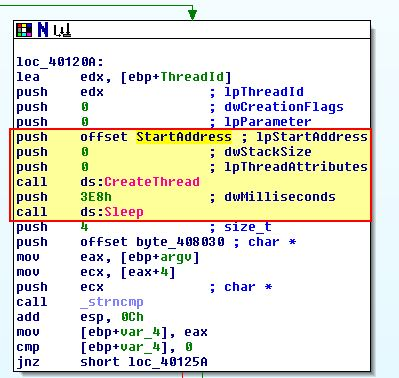 loc_40120A:
lea edx, [ebp+ThreadId]
push edx ; lpThreadId
push 0 ; dwCreationFlags
push 0 ; lpParameter
push offset StartAddress ; lpStartAddress
push 0 ; dwStackSize
push 0 ; lpThreadAttributes
call ds:CreateThread
push 3E8h ; dwMilliseconds
call ds:Sleep
push 4 ; size_t
push offset byte_408030 ; char *
mov eax, [ebp+argv]
mov ecx, [eax+4]
push ecx ; char *
call _strncmp
add esp, 0Ch
mov [ebp+var_4], eax
cmp [ebp+var_4], 0
jnz short loc_40125A